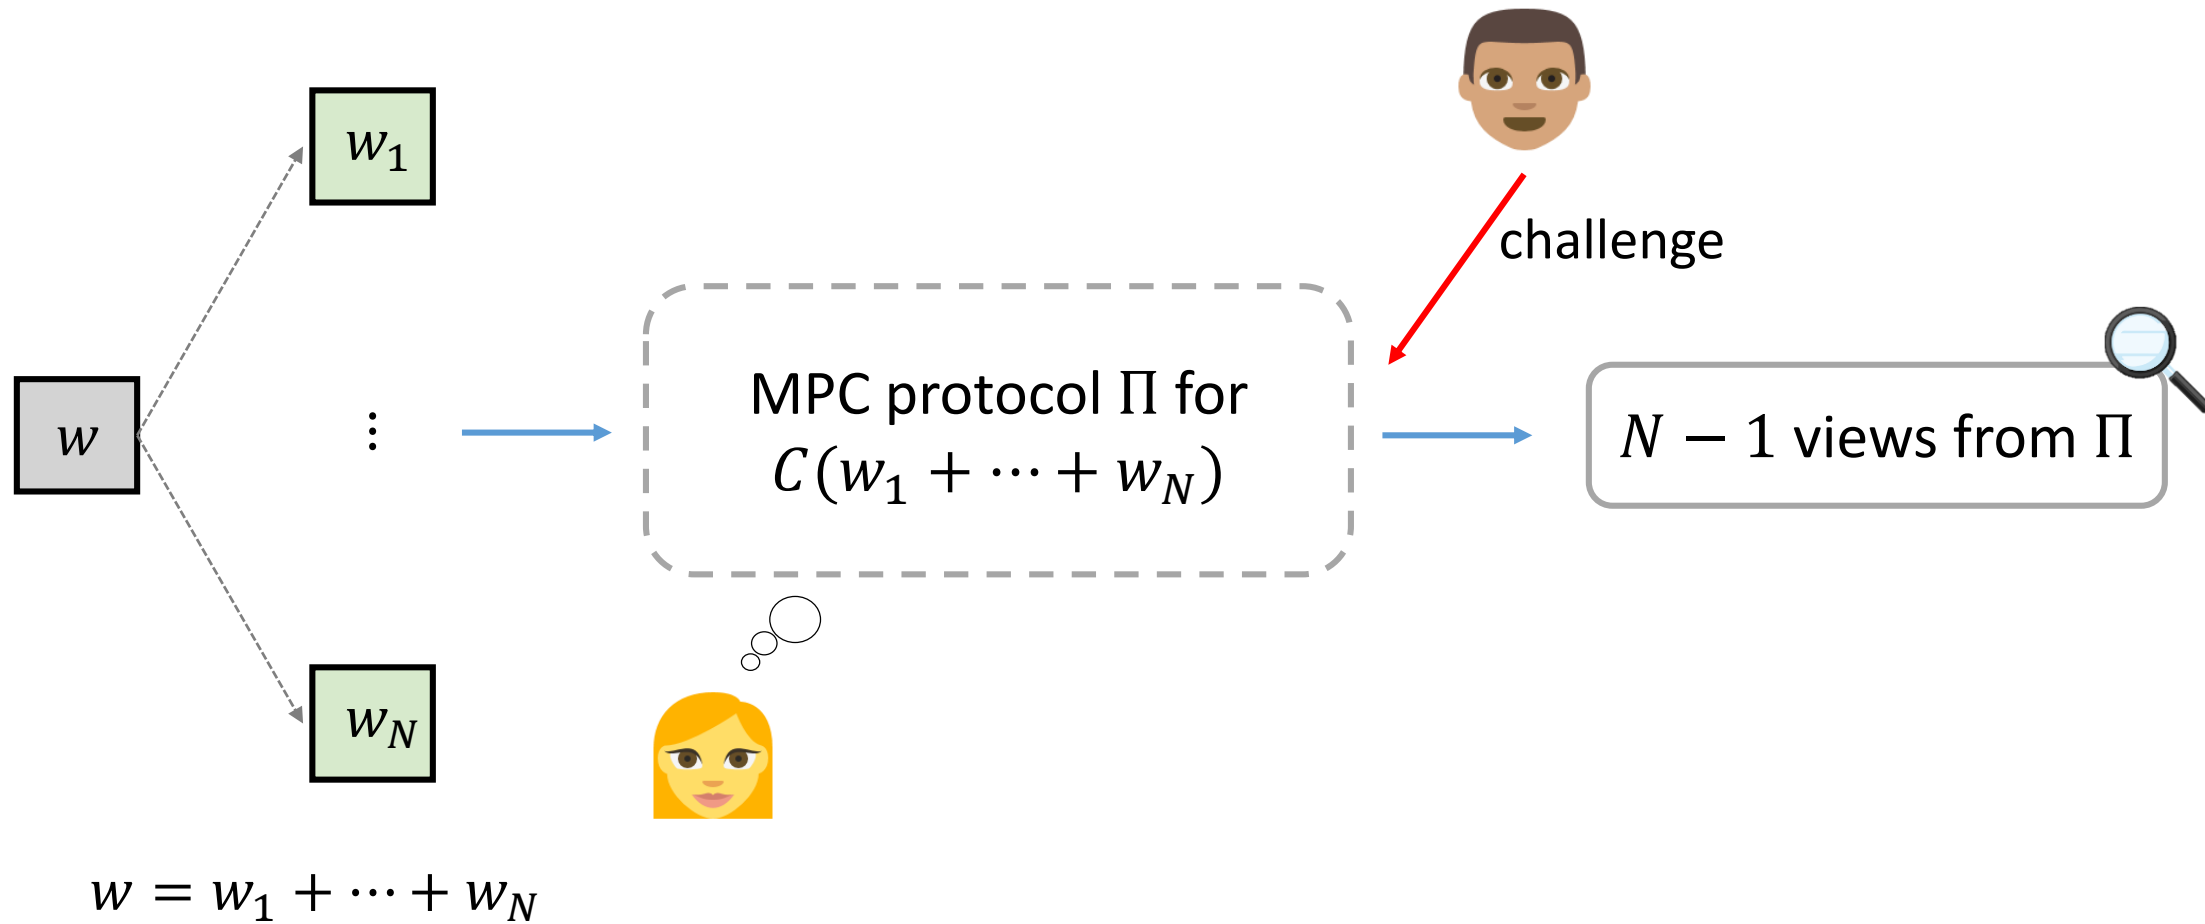 w₁
challenge
⋮
w
MPC protocol Π for
C(w₁ + ⋯ + w_N)
N − 1 views from Π
w_N
w = w₁ + ⋯ + w_N